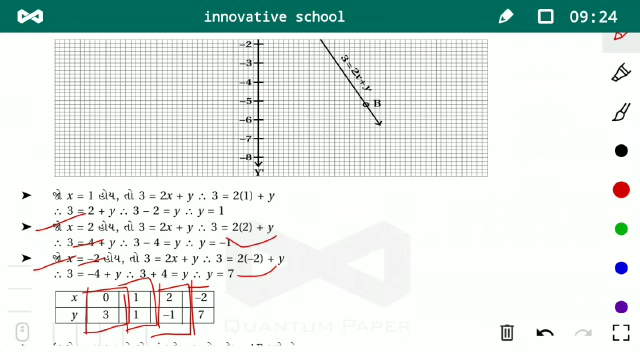 innovative school
09:24
-2
-3
-4
-5
-6
-7
-8
Y'
3=2x+y
B
➤ જો x = 1 હોય, તો 3 = 2x + y ∴ 3 = 2(1) + y
∴ 3 = 2 + y ∴ 3 − 2 = y ∴ y = 1
➤ જો x = 2 હોય, તો 3 = 2x + y ∴ 3 = 2(2) + y
∴ 3 = 4 + y ∴ 3 − 4 = y ∴ y = −1
➤ જો x = −2 હોય, તો 3 = 2x + y ∴ 3 = 2(−2) + y
∴ 3 = −4 + y ∴ 3 + 4 = y ∴ y = 7
x 0 1 2 −2
y 3 1 −1 7
QUANTUM PAPER